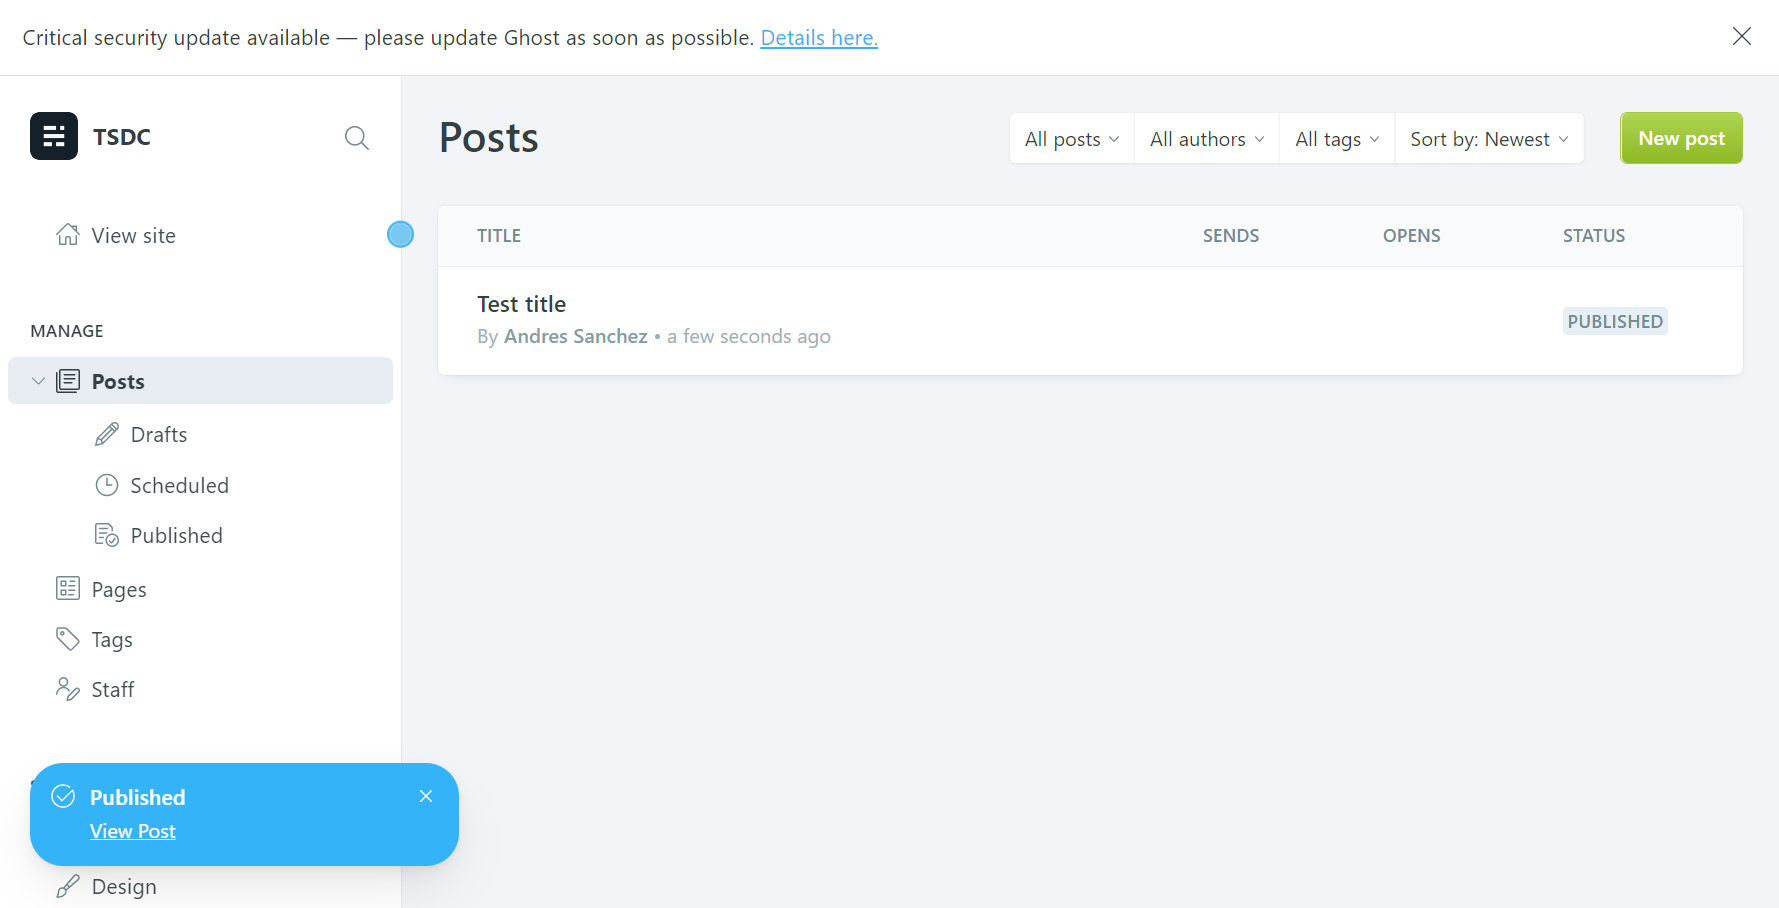 Critical security update available — please update Ghost as soon as possible. Details here.
TSDC
View site
MANAGE
Posts
Drafts
Scheduled
Published
Pages
Tags
Staff
Published
View Post
Design
Posts
All posts
All authors
All tags
Sort by: Newest
New post
TITLE SENDS OPENS STATUS
Test title
By Andres Sanchez • a few seconds ago
PUBLISHED